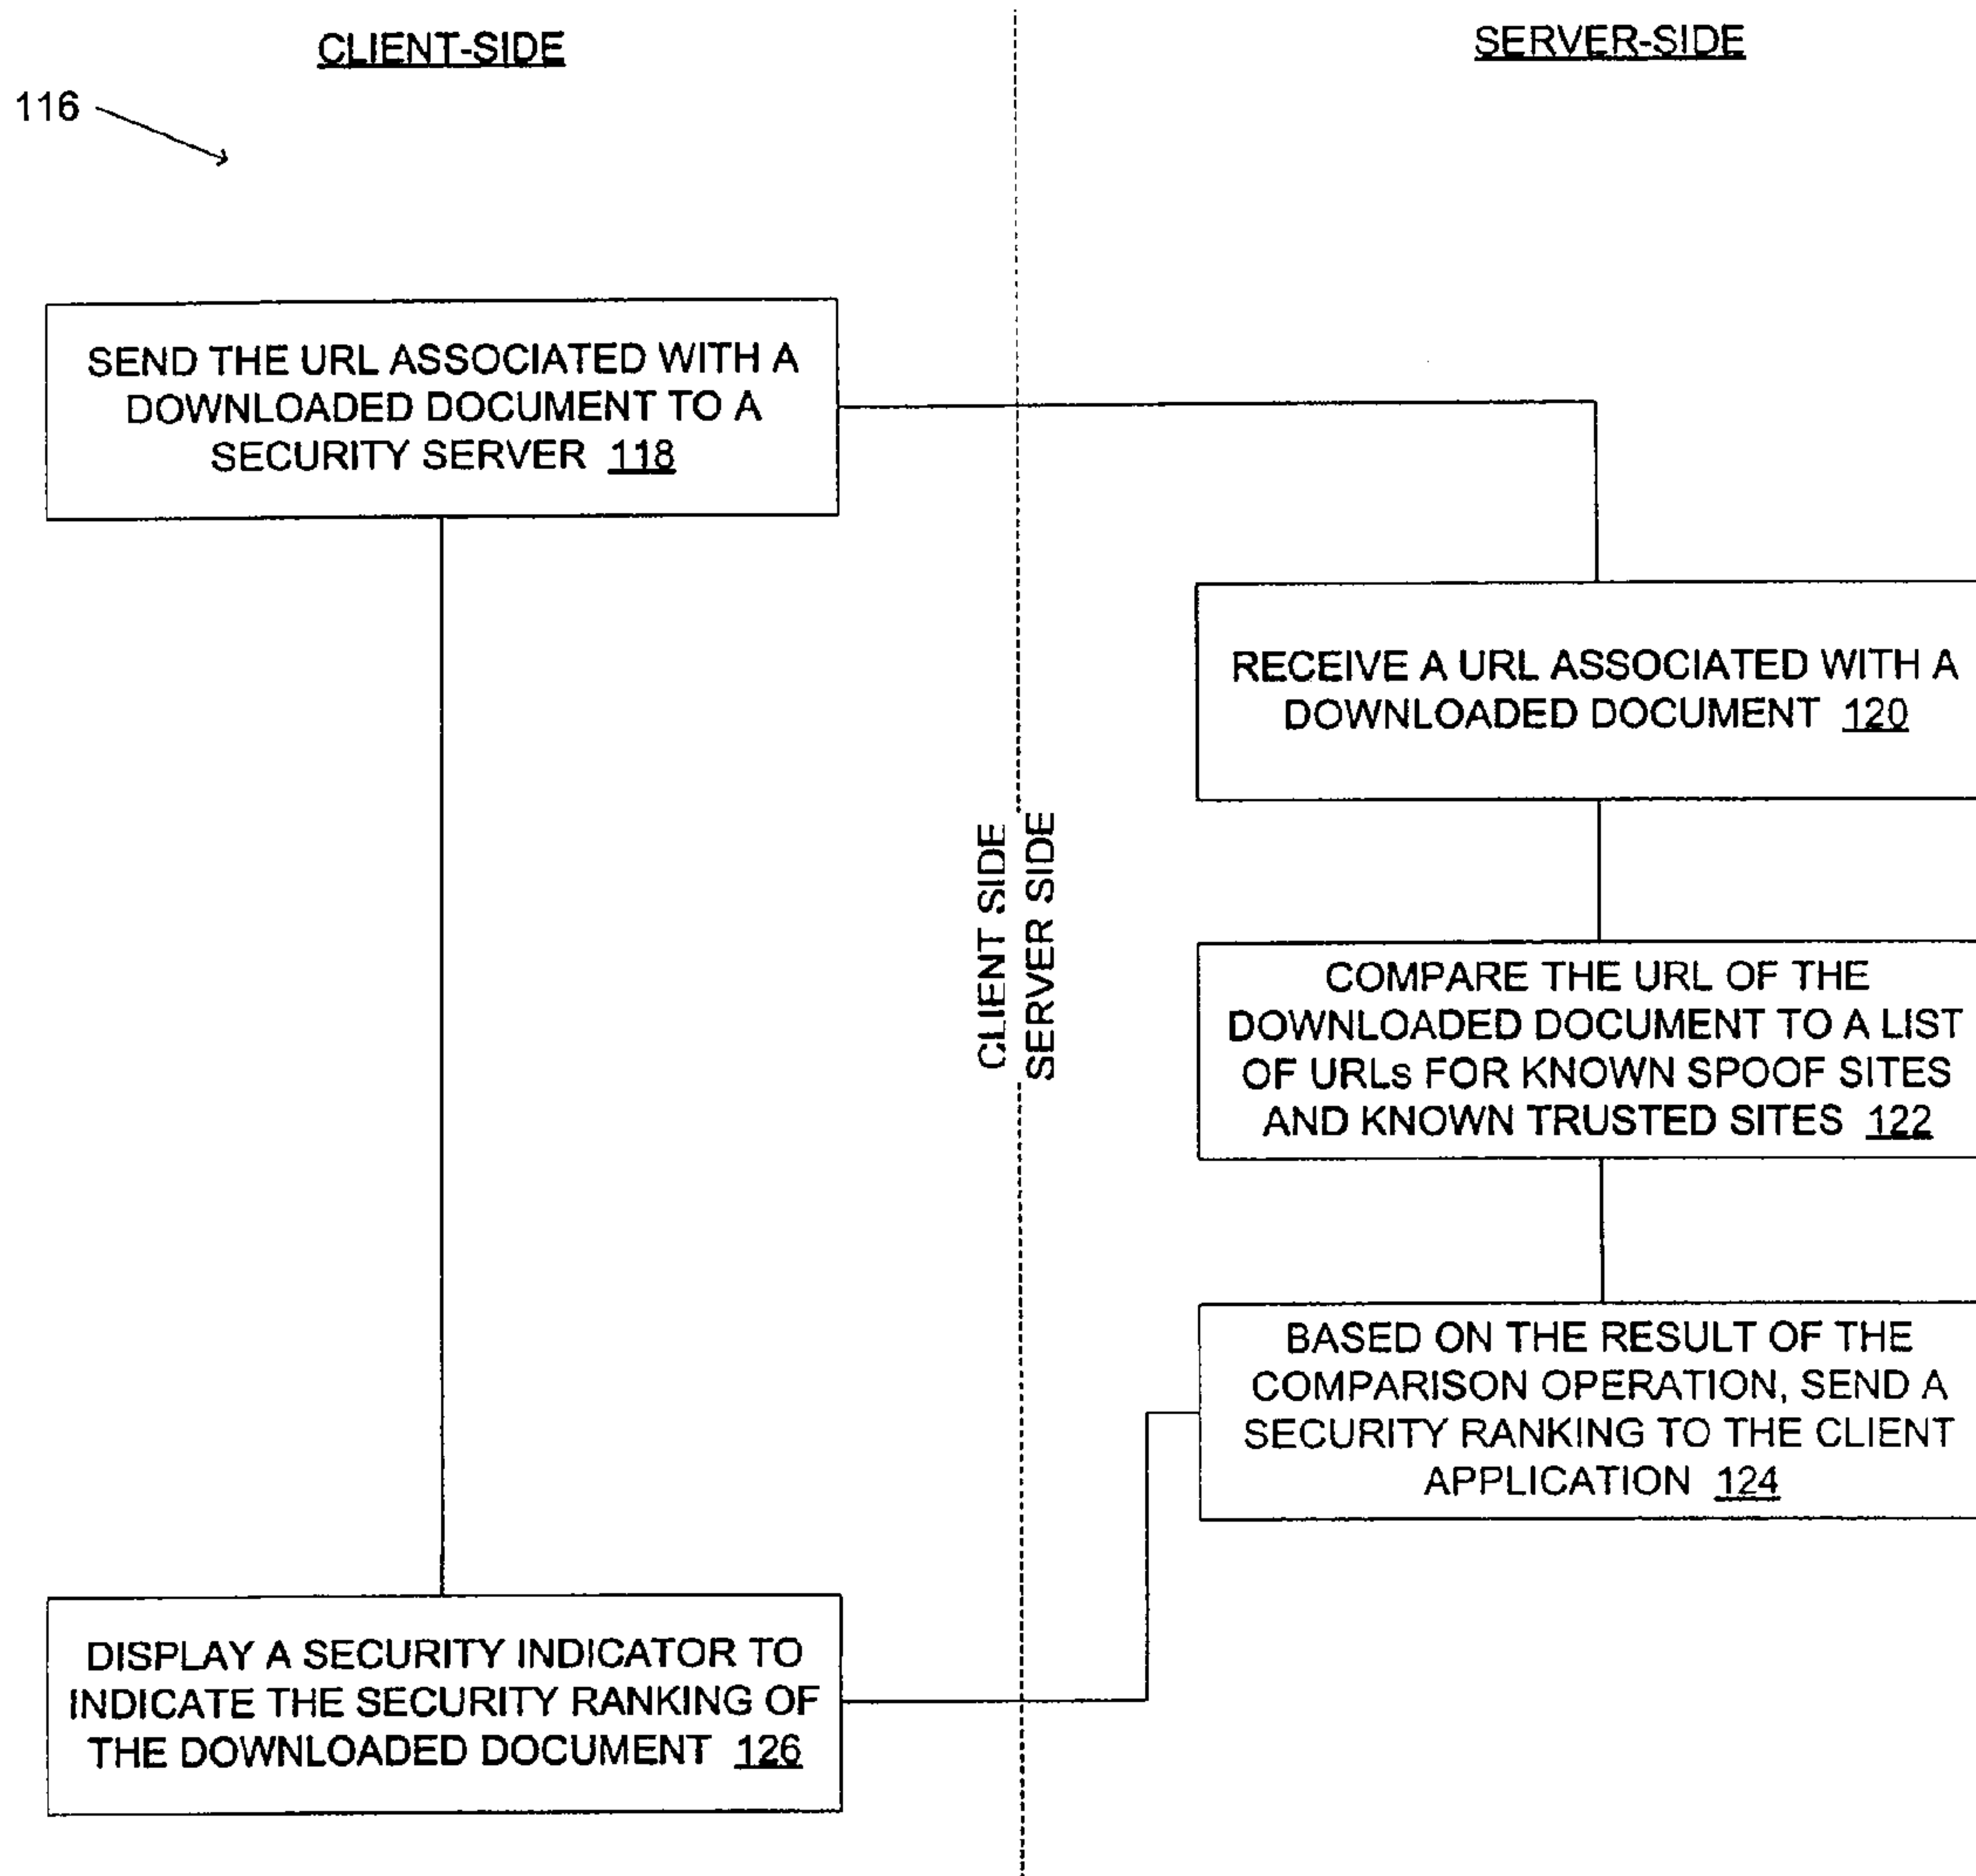 CLIENT-SIDE
SERVER-SIDE
116
SEND THE URL ASSOCIATED WITH A
DOWNLOADED DOCUMENT TO A
SECURITY SERVER 118
RECEIVE A URL ASSOCIATED WITH A
DOWNLOADED DOCUMENT 120
CLIENT SIDE
SERVER SIDE
COMPARE THE URL OF THE
DOWNLOADED DOCUMENT TO A LIST
OF URLs FOR KNOWN SPOOF SITES
AND KNOWN TRUSTED SITES 122
BASED ON THE RESULT OF THE
COMPARISON OPERATION, SEND A
SECURITY RANKING TO THE CLIENT
APPLICATION 124
DISPLAY A SECURITY INDICATOR TO
INDICATE THE SECURITY RANKING OF
THE DOWNLOADED DOCUMENT 126